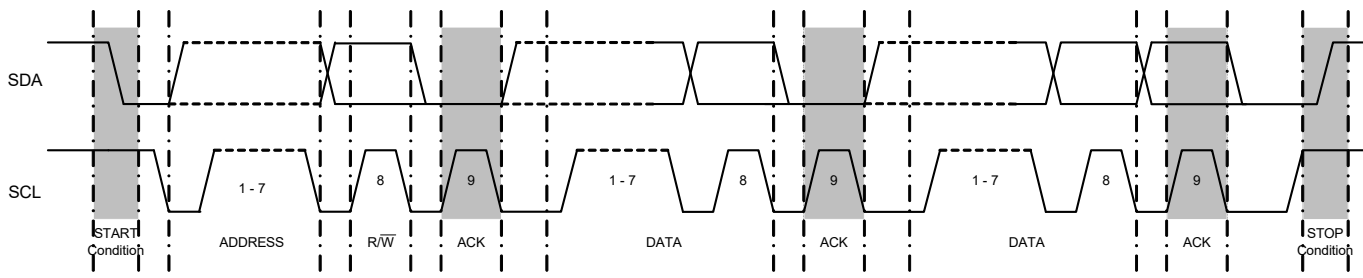 SDA
SCL
1 - 7
8
9
1 - 7
8
9
1 - 7
8
9
START
Condition
ADDRESS
R/W̅
ACK
DATA
ACK
DATA
ACK
STOP
Condition